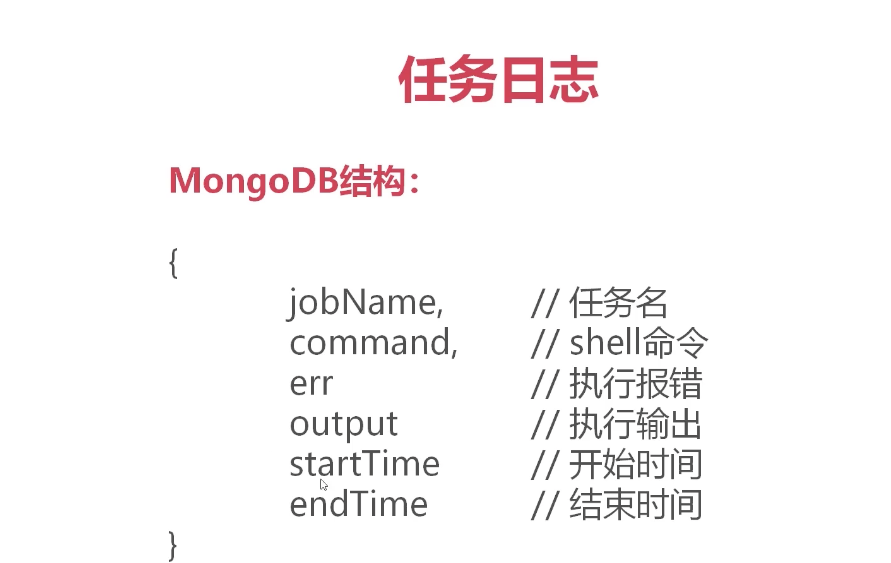 任务日志
MongoDB结构：
{
jobName, // 任务名
command, // shell命令
err // 执行报错
output // 执行输出
startTime // 开始时间
endTime // 结束时间
}